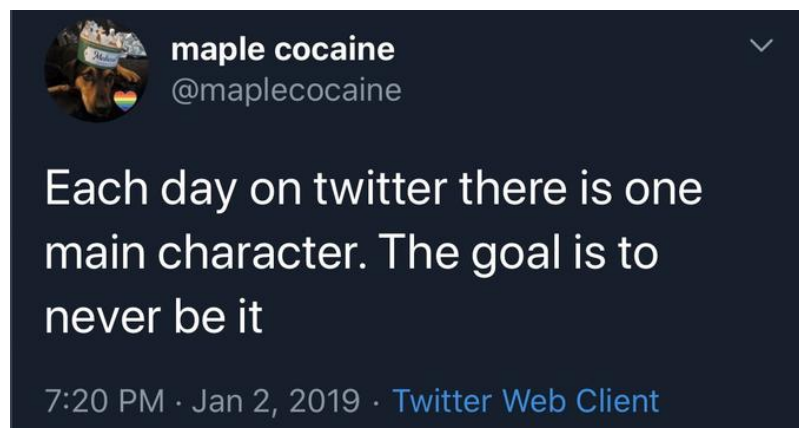 maple cocaine
@maplecocaine
Each day on twitter there is one
main character. The goal is to
never be it
7:20 PM · Jan 2, 2019 · Twitter Web Client